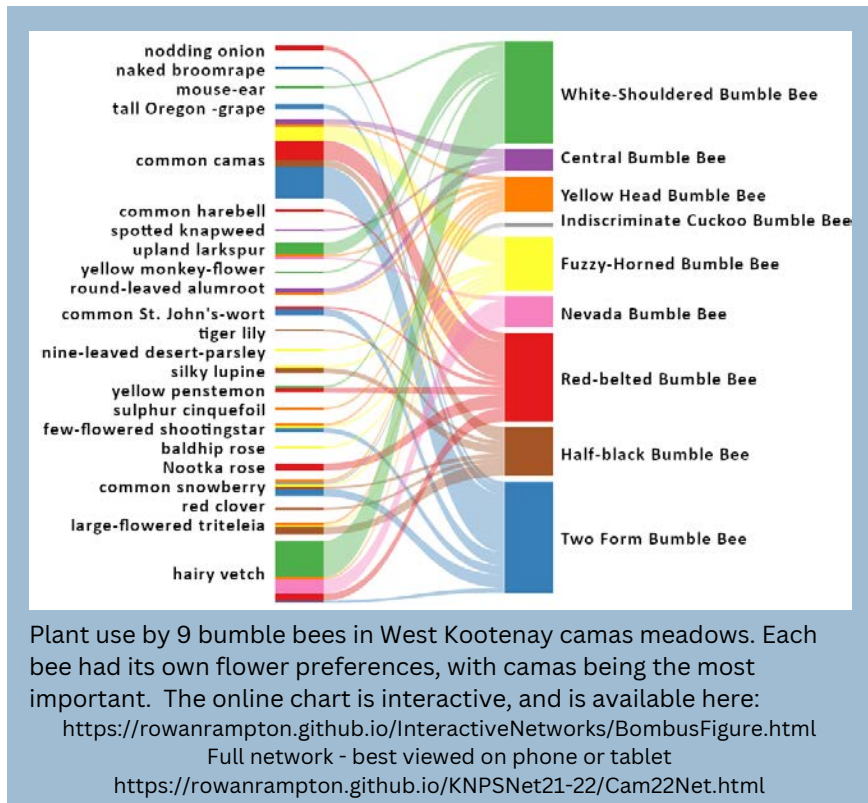 nodding onion
naked broomrape
mouse-ear
tall Oregon -grape
common camas
common harebell
spotted knapweed
upland larkspur
yellow monkey-flower
round-leaved alumroot
common St. John's-wort
tiger lily
nine-leaved desert-parsley
silky lupine
yellow penstemon
sulphur cinquefoil
few-flowered shootingstar
baldhip rose
Nootka rose
common snowberry
red clover
large-flowered triteleia
hairy vetch
White-Shouldered Bumble Bee
Central Bumble Bee
Yellow Head Bumble Bee
Indiscriminate Cuckoo Bumble Bee
Fuzzy-Horned Bumble Bee
Nevada Bumble Bee
Red-belted Bumble Bee
Half-black Bumble Bee
Two Form Bumble Bee
Plant use by 9 bumble bees in West Kootenay camas meadows. Each
bee had its own flower preferences, with camas being the most
important.  The online chart is interactive, and is available here:
https://rowanrampton.github.io/InteractiveNetworks/BombusFigure.html
Full network - best viewed on phone or tablet
https://rowanrampton.github.io/KNPSNet21-22/Cam22Net.html